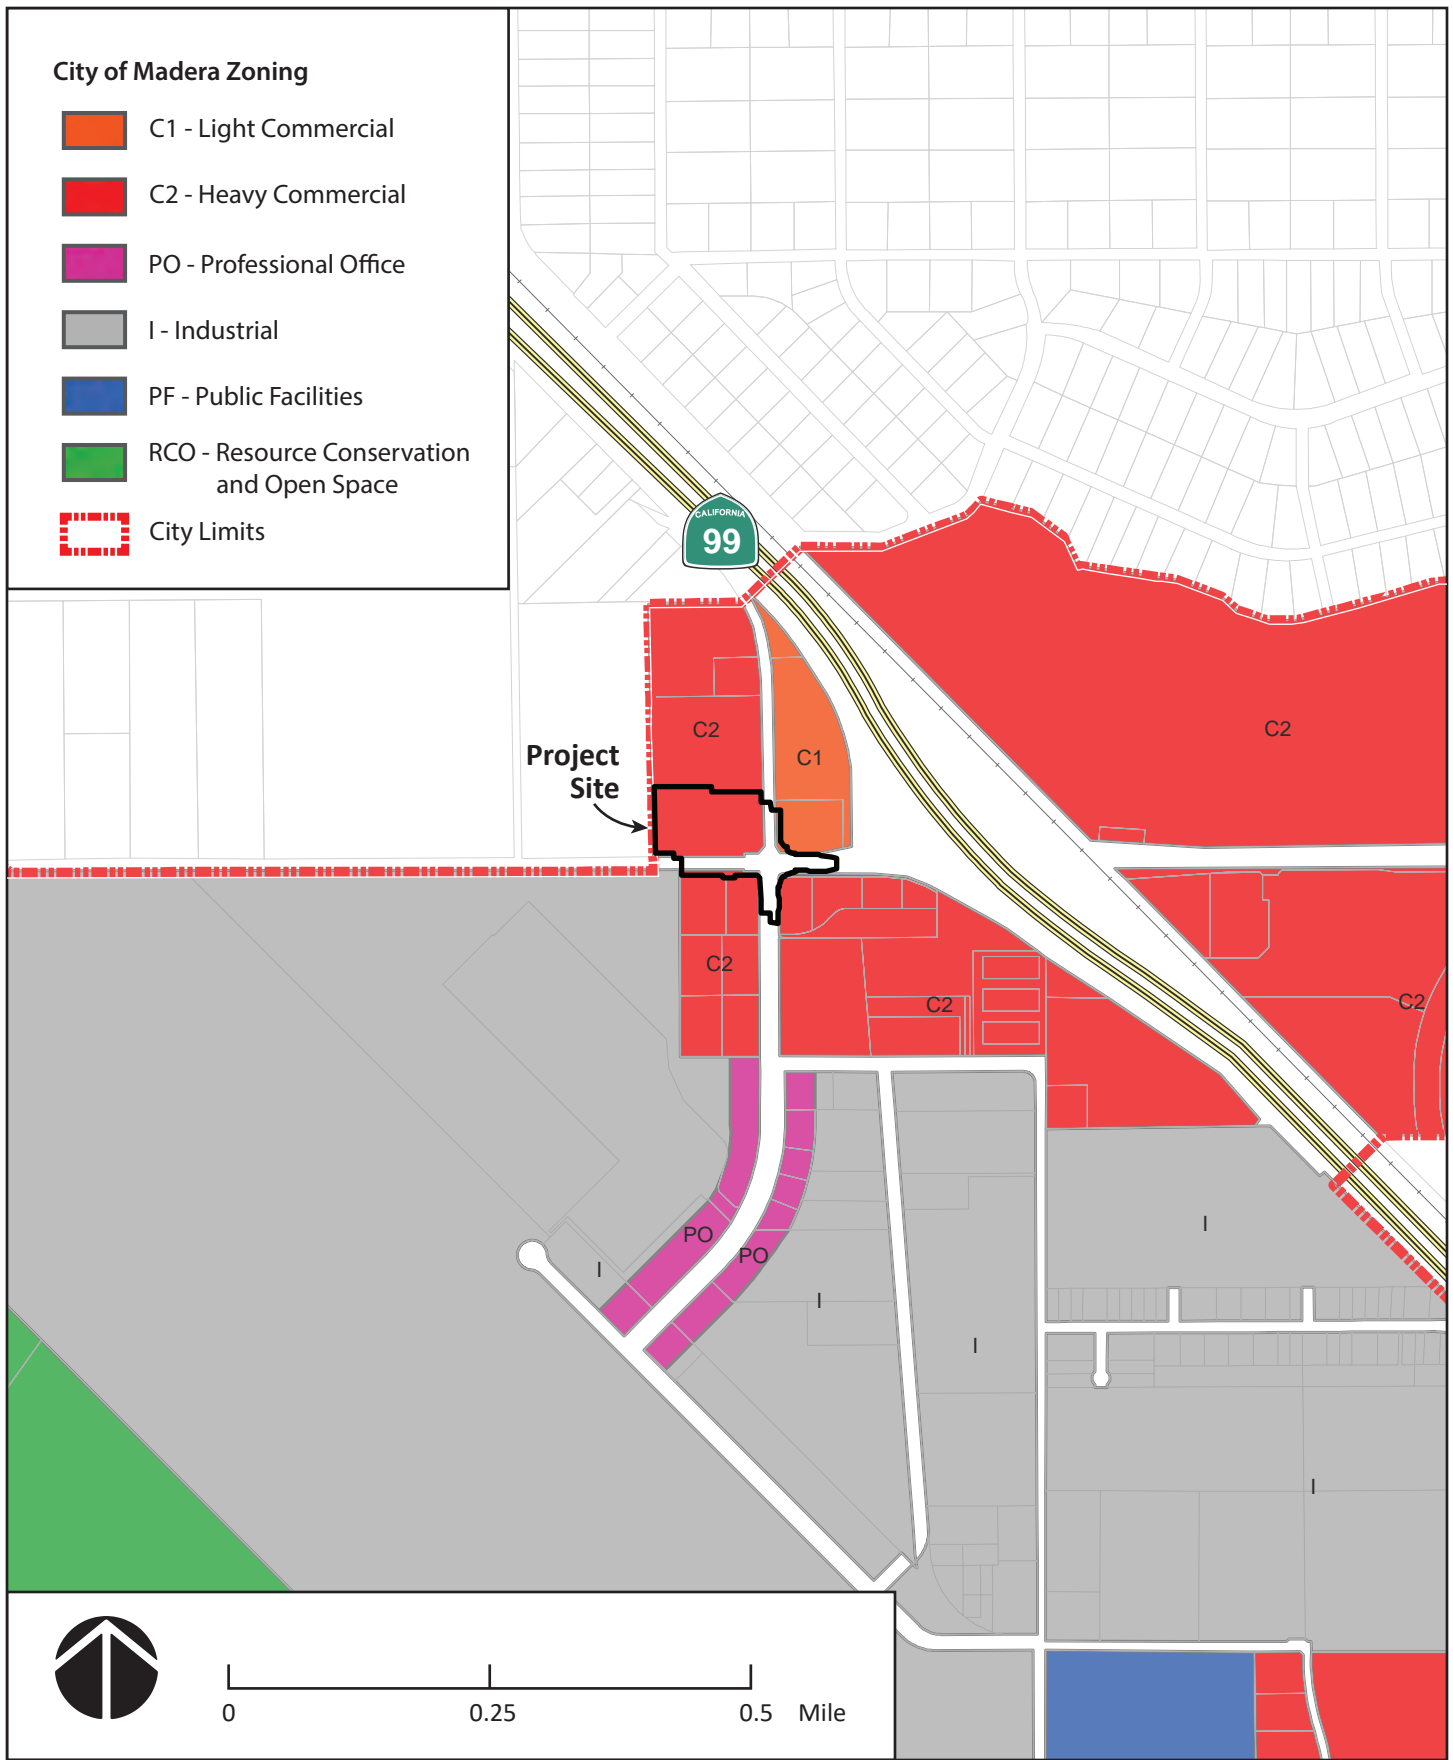 City of Madera Zoning
C1 - Light Commercial
C2 - Heavy Commercial
PO - Professional Office
I - Industrial
PF - Public Facilities
RCO - Resource Conservation
and Open Space
City Limits
CALIFORNIA
99
C2
C2
C1
Project
Site
C2
C2
C2
I
PO
PO
I
I
I
I
0
0.25
0.5 Mile